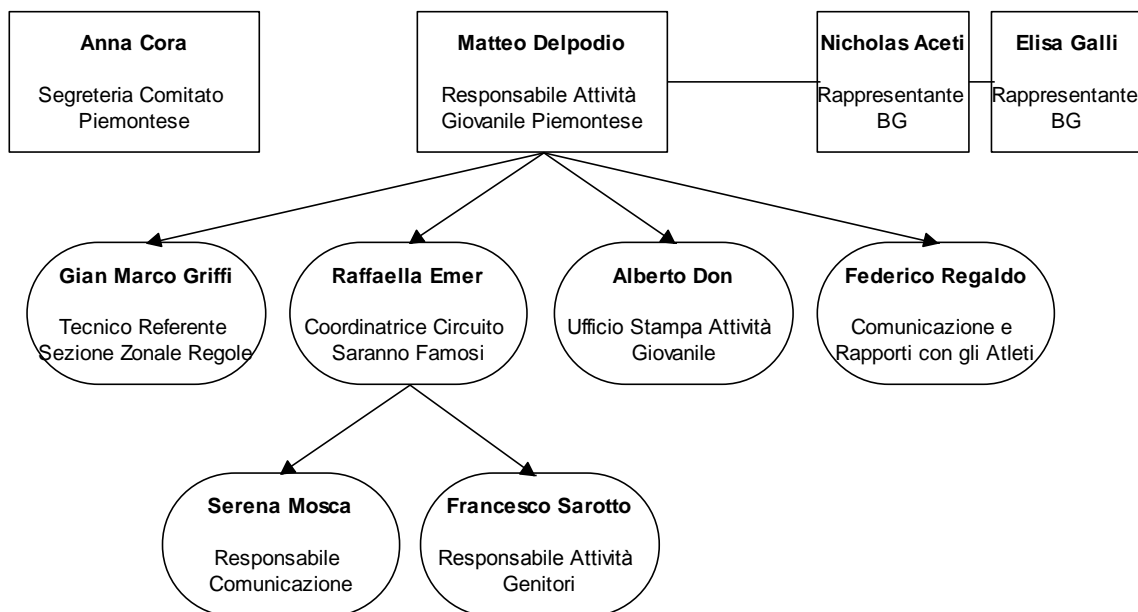 Anna Cora
Segreteria Comitato
Piemontese
Matteo Delpodio
Responsabile Attività
Giovanile Piemontese
Nicholas Aceti
Rappresentante
BG
Elisa Galli
Rappresentante
BG
Gian Marco Griffi
Tecnico Referente
Sezione Zonale Regole
Raffaella Emer
Coordinatrice Circuito
Saranno Famosi
Alberto Don
Ufficio Stampa Attività
Giovanile
Federico Regaldo
Comunicazione e
Rapporti con gli Atleti
Serena Mosca
Responsabile
Comunicazione
Francesco Sarotto
Responsabile Attività
Genitori